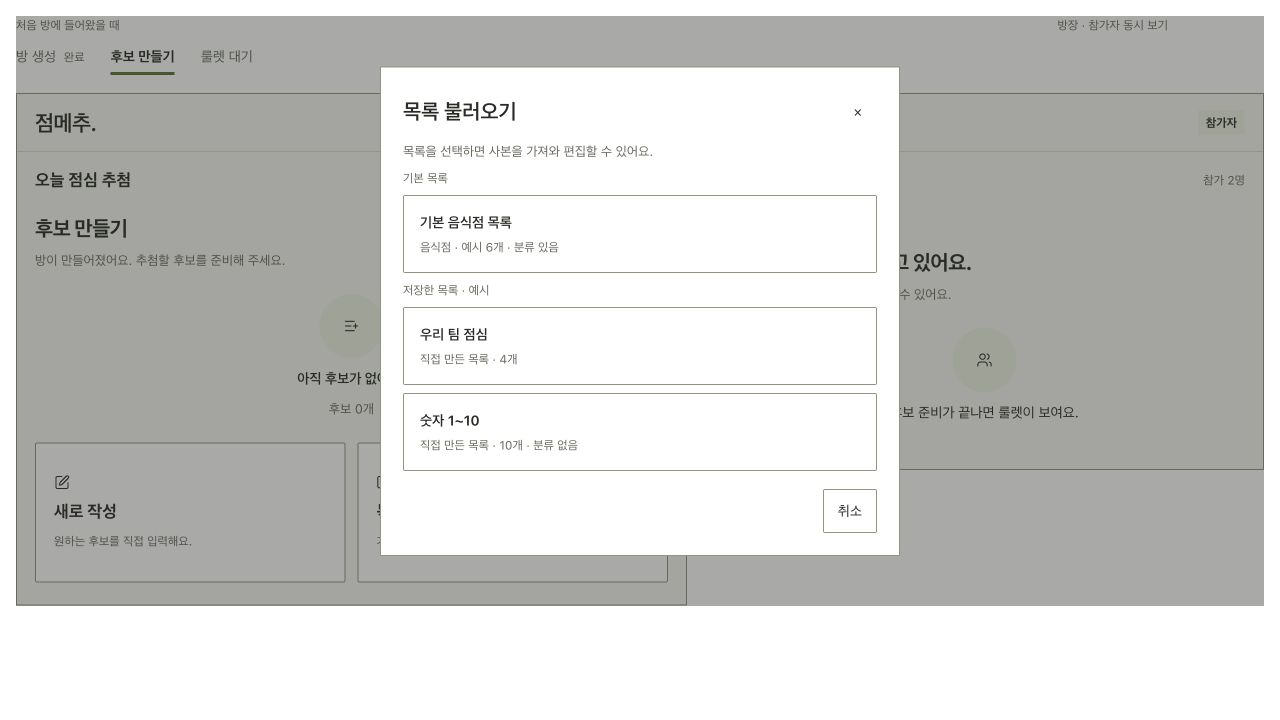 처음 방에 들어왔을 때
방장 · 참가자 동시 보기
방 생성 완료
후보 만들기
룰렛 대기
점메추.
참가자
오늘 점심 추첨
참가 2명
후보 만들기
방이 만들어졌어요. 추첨할 후보를 준비해 주세요.
있어요.
수 있어요.
아직 후보가
후보 0개
준비가 끝나면 룰렛이 보여요.
새로 작성
원하는 후보를 직접 입력해요.
목록 불러오기
×
목록을 선택하면 사본을 가져와 편집할 수 있어요.
기본 목록
기본 음식점 목록
음식점 · 예시 6개 · 분류 있음
저장한 목록 · 예시
우리 팀 점심
직접 만든 목록 · 4개
숫자 1~10
직접 만든 목록 · 10개 · 분류 없음
취소